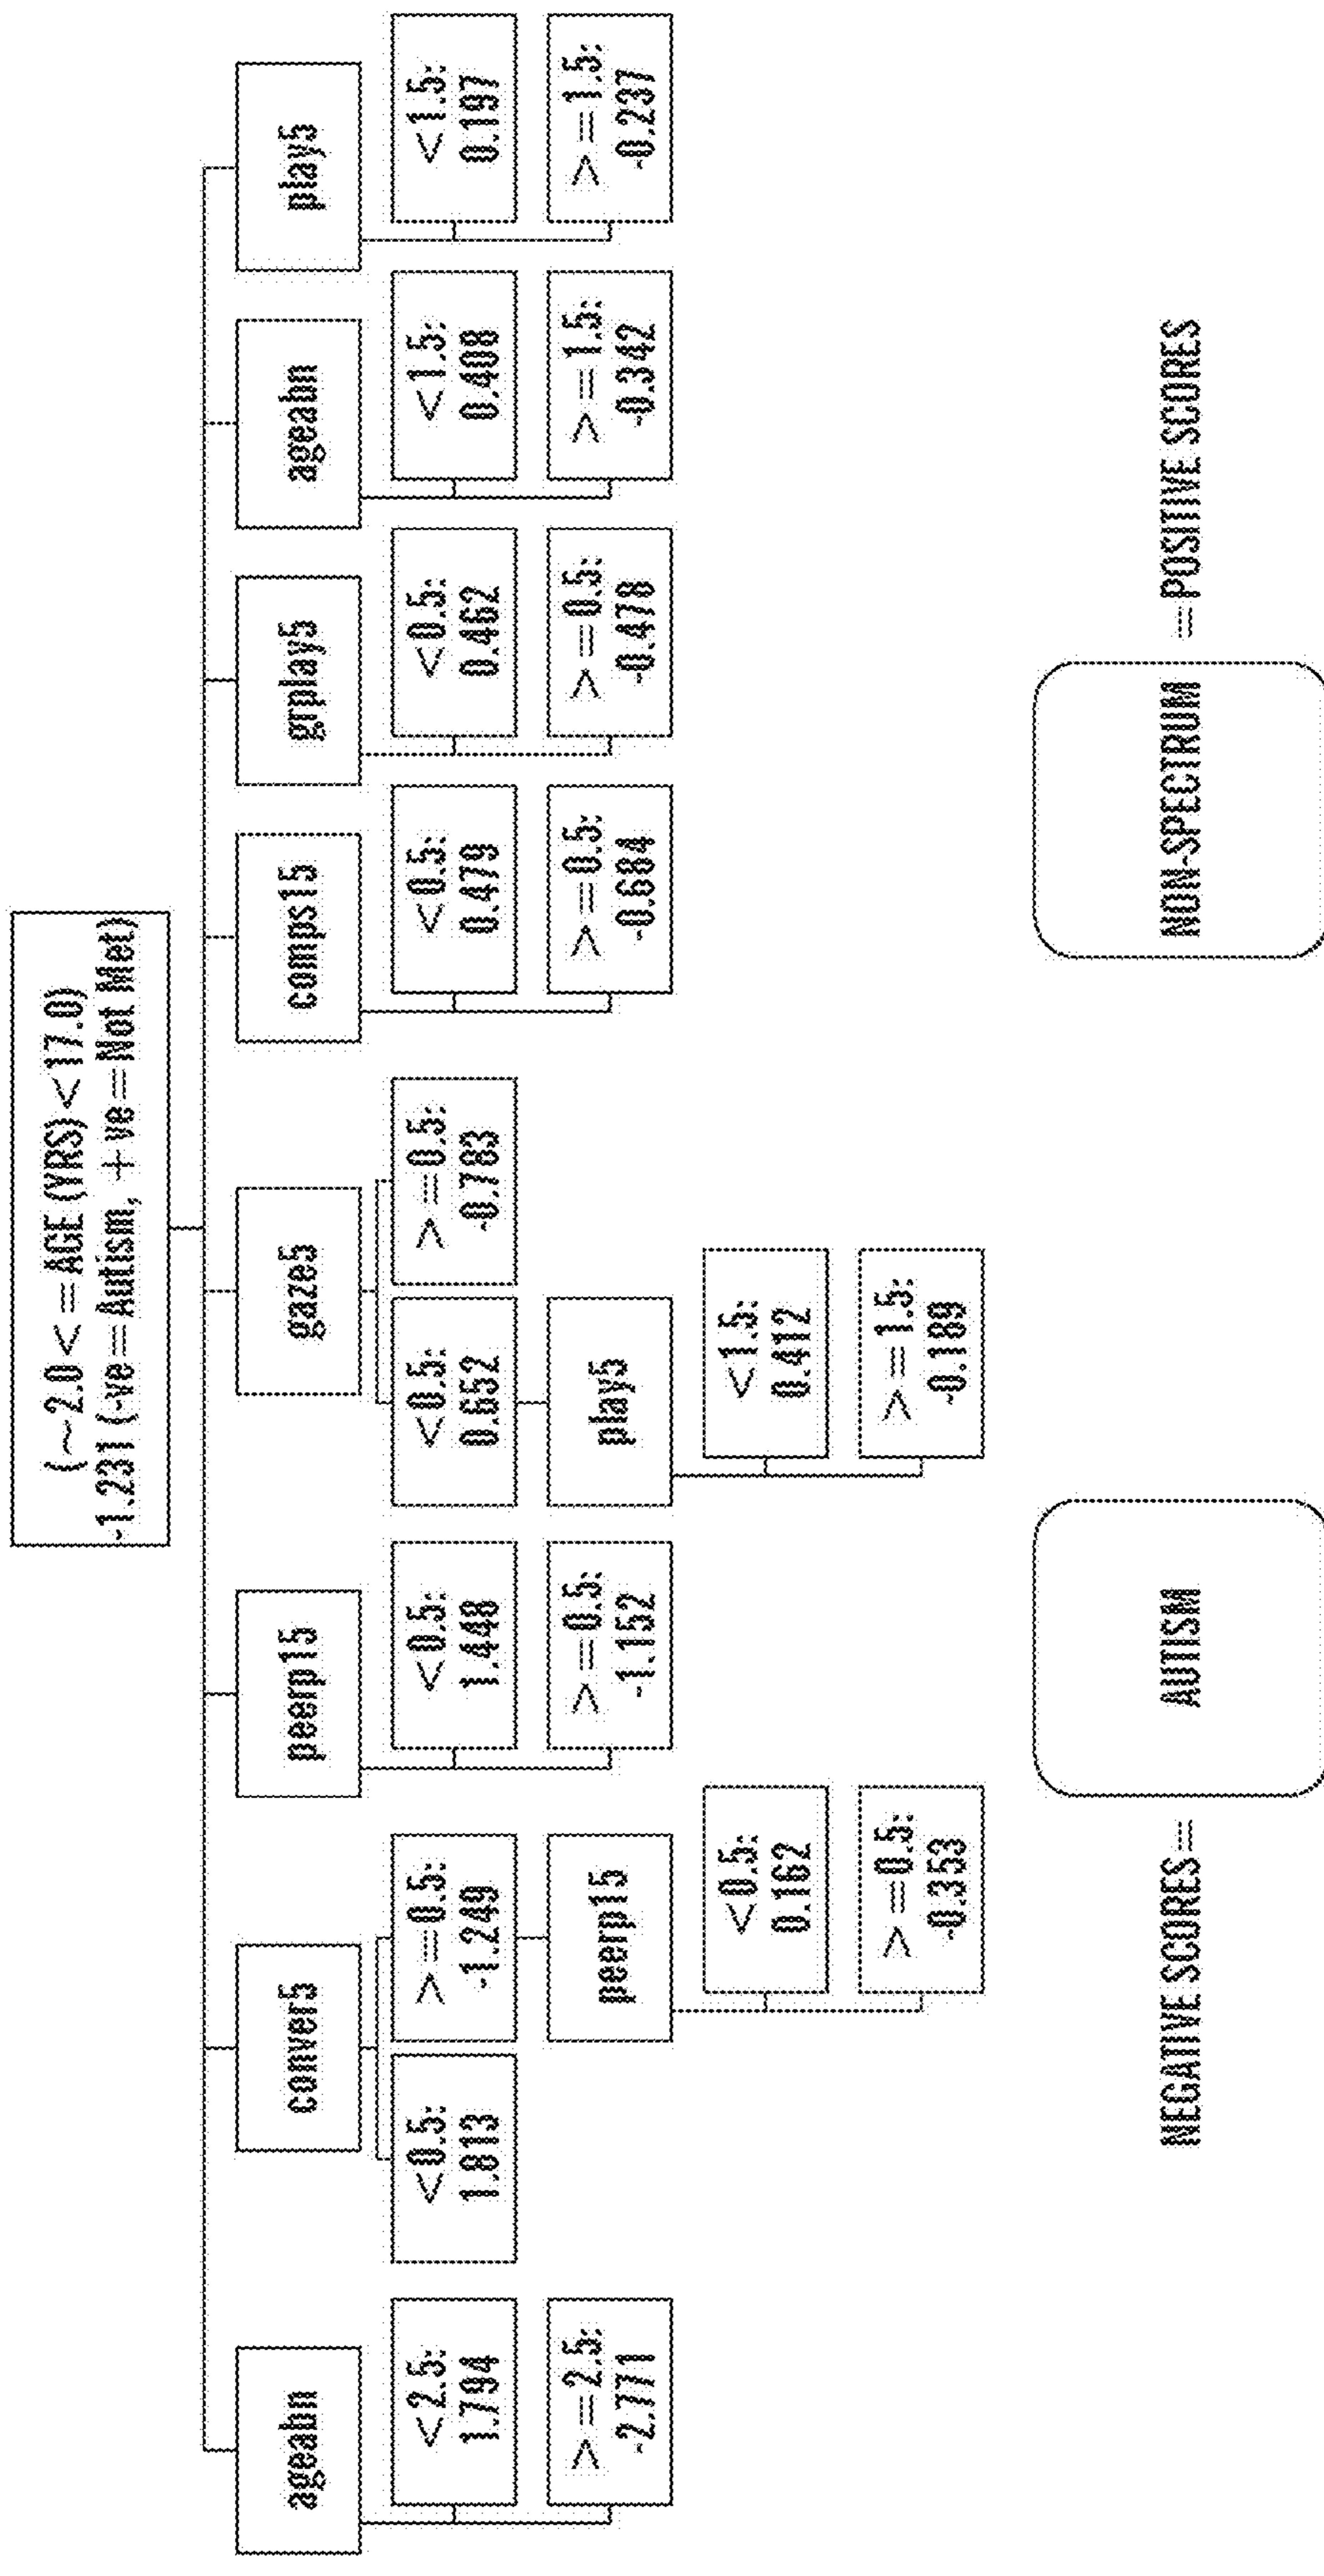 (~2.0<=AGE (YRS)<17.0)
-1.231 (-ve=Autism, +ve=Not Met)
ageabn
<2.5:
1.794
>=2.5:
-2.771
conver5
<0.5:
1.813
>=0.5:
-1.249
peerp15
<0.5:
0.162
>=0.5:
-0.353
peerp15
<0.5:
1.448
>=0.5:
-1.152
gaze5
<0.5:
0.652
>=0.5:
-0.783
play5
<1.5:
0.412
>=1.5:
-0.189
comps15
<0.5:
0.479
>=0.5:
-0.684
grplay5
<0.5:
0.462
>=0.5:
-0.478
ageabn
<1.5:
0.408
>=1.5:
-0.342
play5
<1.5:
0.197
>=1.5:
-0.237
NEGATIVE SCORES= AUTISM
NON-SPECTRUM =POSITIVE SCORES